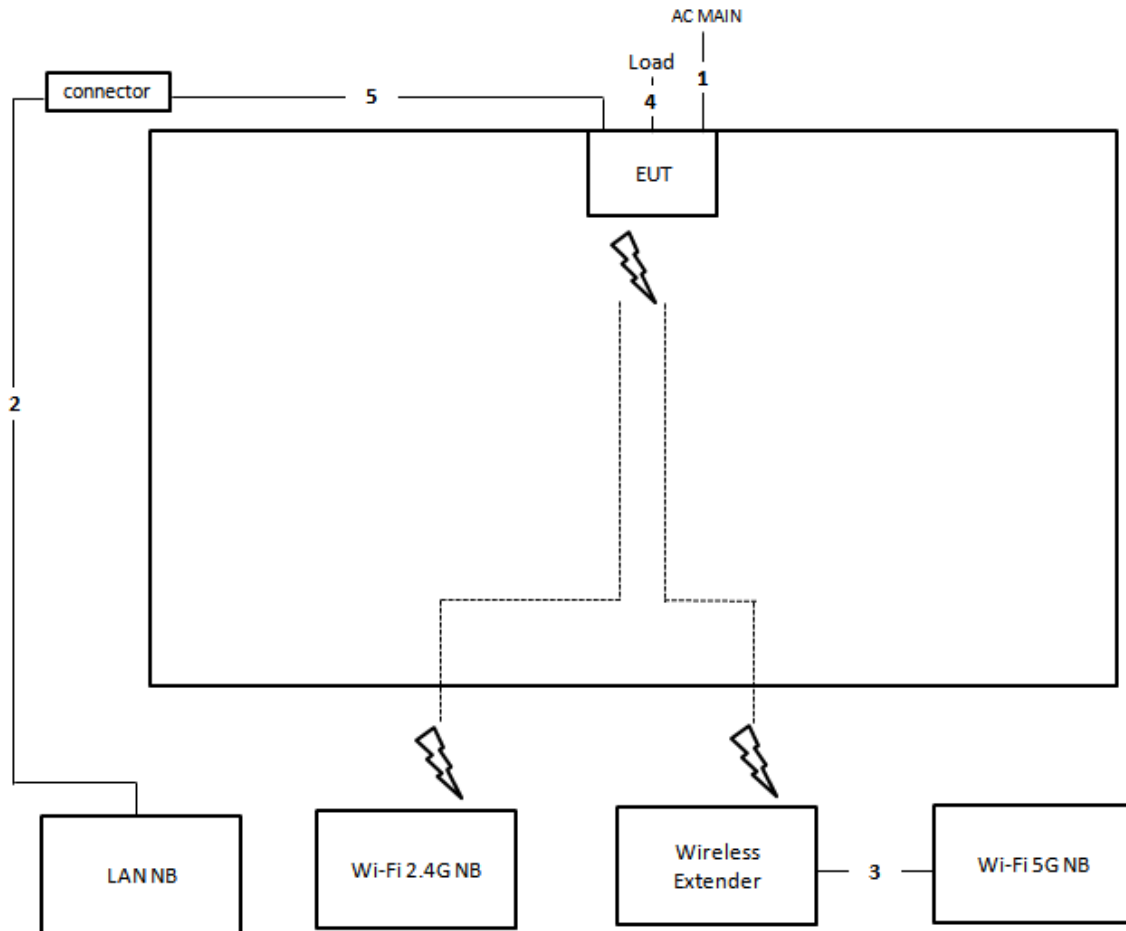 AC MAIN
Load
1
connector
5
4
EUT
2
LAN NB
Wi-Fi 2.4G NB
Wireless
Extender
3
Wi-Fi 5G NB